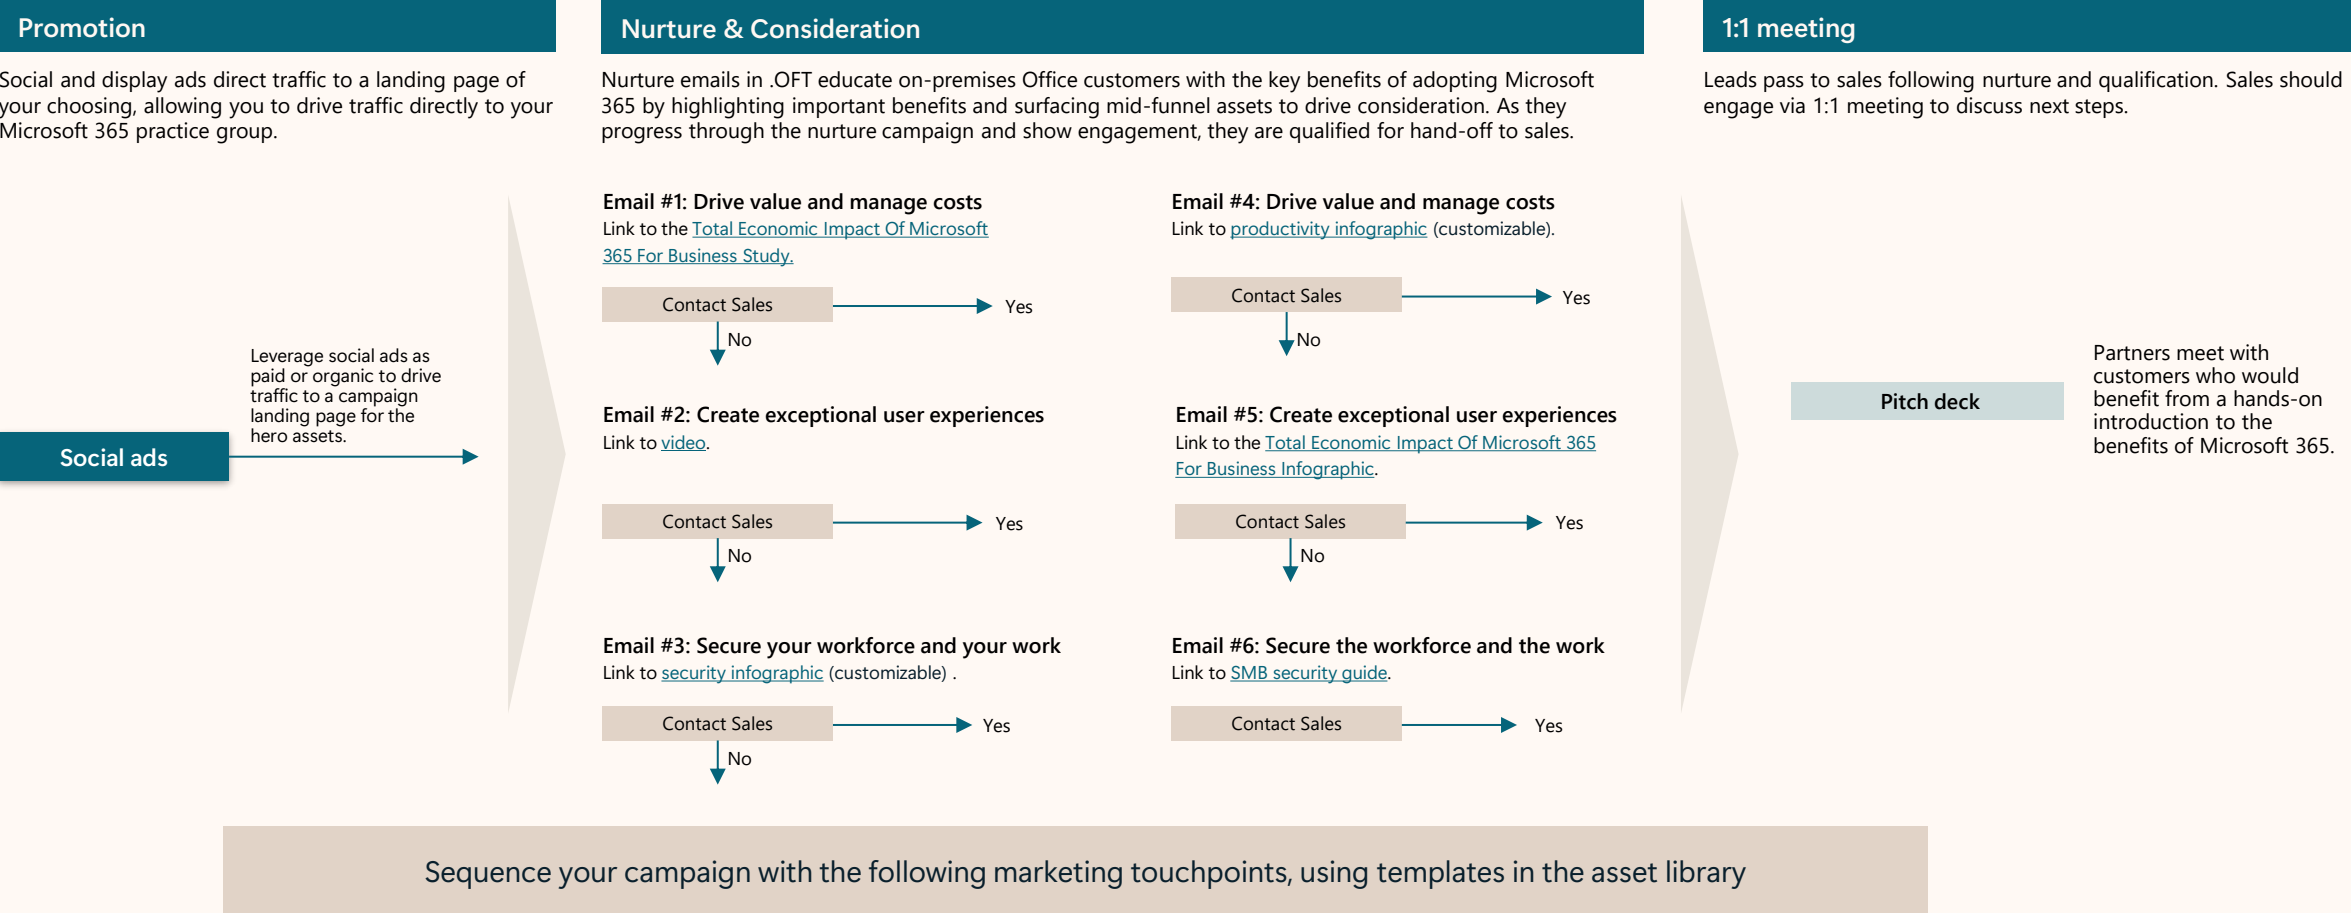 Promotion
Social and display ads direct traffic to a landing page of
your choosing, allowing you to drive traffic directly to your
Microsoft 365 practice group.
Leverage social ads as
paid or organic to drive
traffic to a campaign
landing page for the
hero assets.
Social ads
Nurture & Consideration
Nurture emails in .OFT educate on-premises Office customers with the key benefits of adopting Microsoft
365 by highlighting important benefits and surfacing mid-funnel assets to drive consideration. As they
progress through the nurture campaign and show engagement, they are qualified for hand-off to sales.
Email #1: Drive value and manage costs
Link to the Total Economic Impact Of Microsoft
365 For Business Study.
Contact Sales
Yes
No
Email #2: Create exceptional user experiences
Link to video.
Contact Sales
Yes
No
Email #3: Secure your workforce and your work
Link to security infographic (customizable) .
Contact Sales
Yes
No
Email #4: Drive value and manage costs
Link to productivity infographic (customizable).
Contact Sales
Yes
No
Email #5: Create exceptional user experiences
Link to the Total Economic Impact Of Microsoft 365
For Business Infographic.
Contact Sales
Yes
No
Email #6: Secure the workforce and the work
Link to SMB security guide.
Contact Sales
Yes
1:1 meeting
Leads pass to sales following nurture and qualification. Sales should
engage via 1:1 meeting to discuss next steps.
Pitch deck
Partners meet with
customers who would
benefit from a hands-on
introduction to the
benefits of Microsoft 365.
Sequence your campaign with the following marketing touchpoints, using templates in the asset library